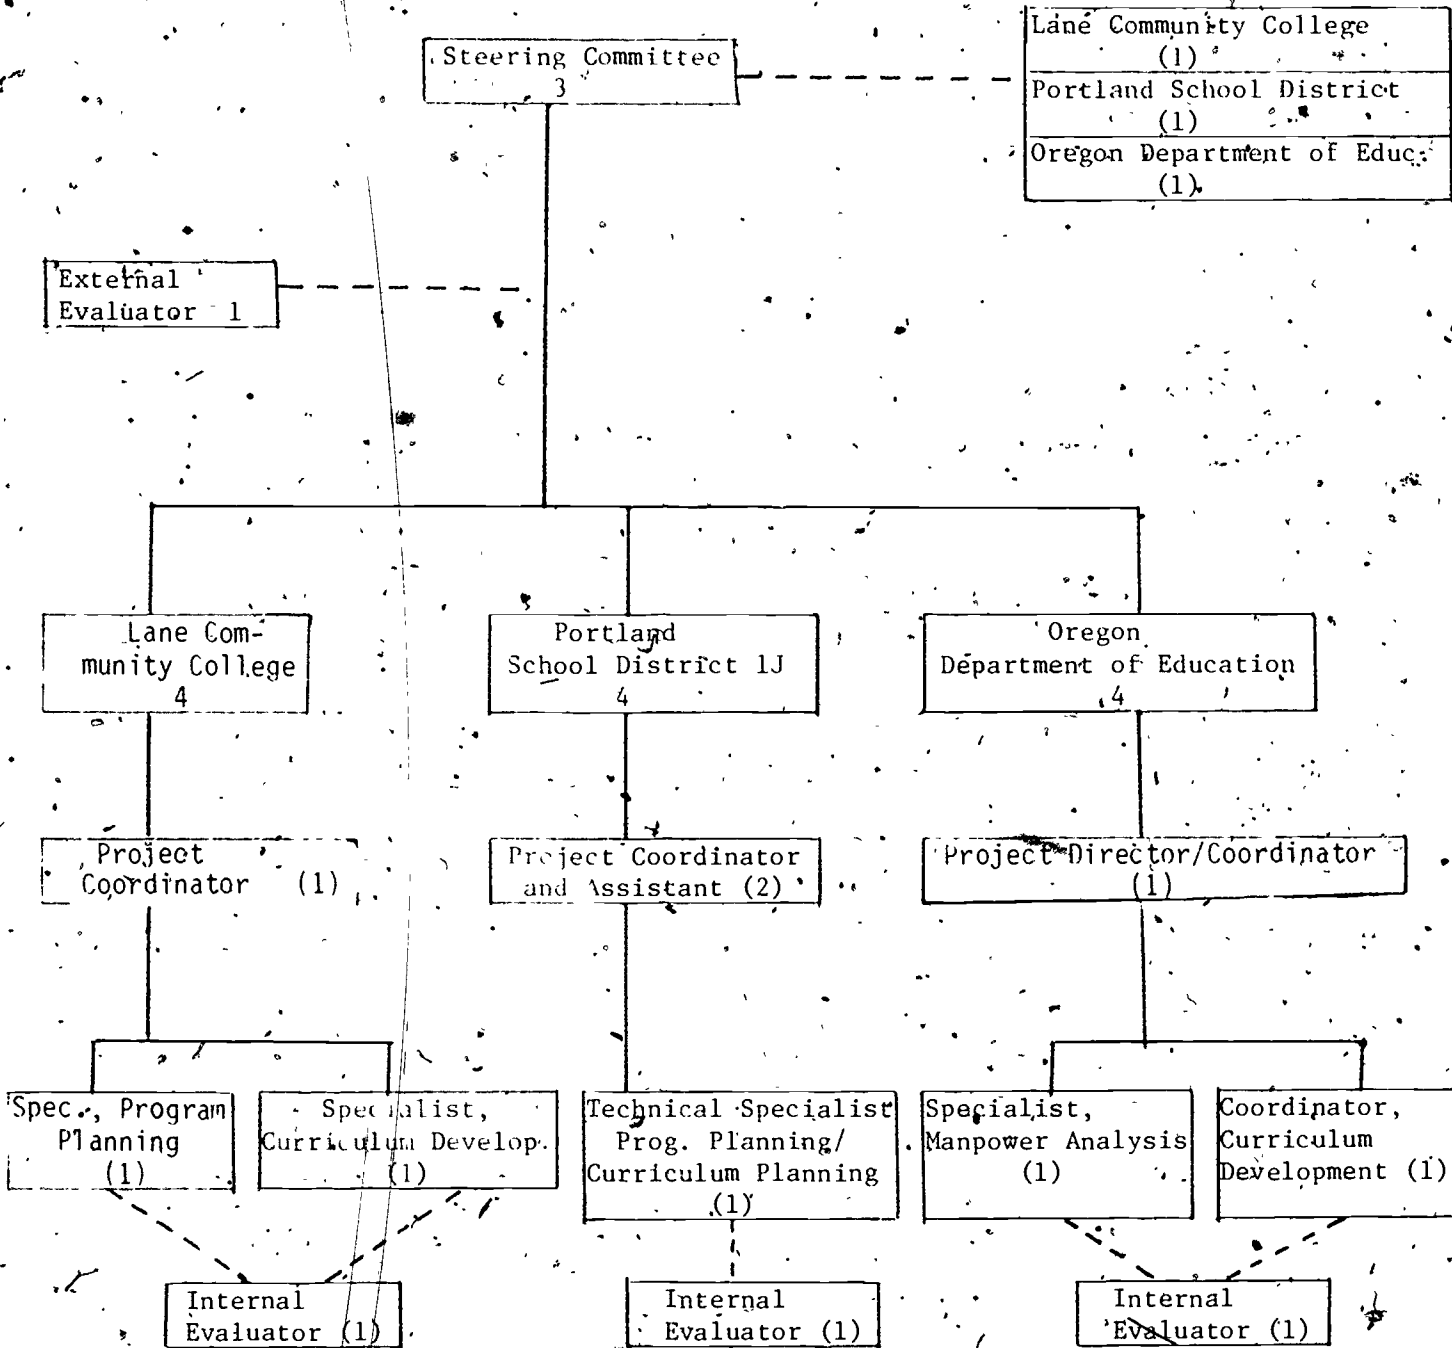 Steering Committee
3
Lane Community College
(1)
Portland School District
(1)
Oregon Department of Educ.
(1)
External
Evaluator 1
Lane Com-
munity College
4
Portland
School District 1J
4
Oregon
Department of Education
4
Project
Coordinator (1)
Project Coordinator
and Assistant (2)
Project Director/Coordinator
(1)
Spec., Program
Planning
(1)
Specialist,
Curriculum Develop.
(1)
Technical Specialist
Prog. Planning/
Curriculum Planning
(1)
Specialist,
Manpower Analysis
(1)
Coordinator,
Curriculum
Development (1)
Internal
Evaluator (1)
Internal
Evaluator (1)
Internal
Evaluator (1)